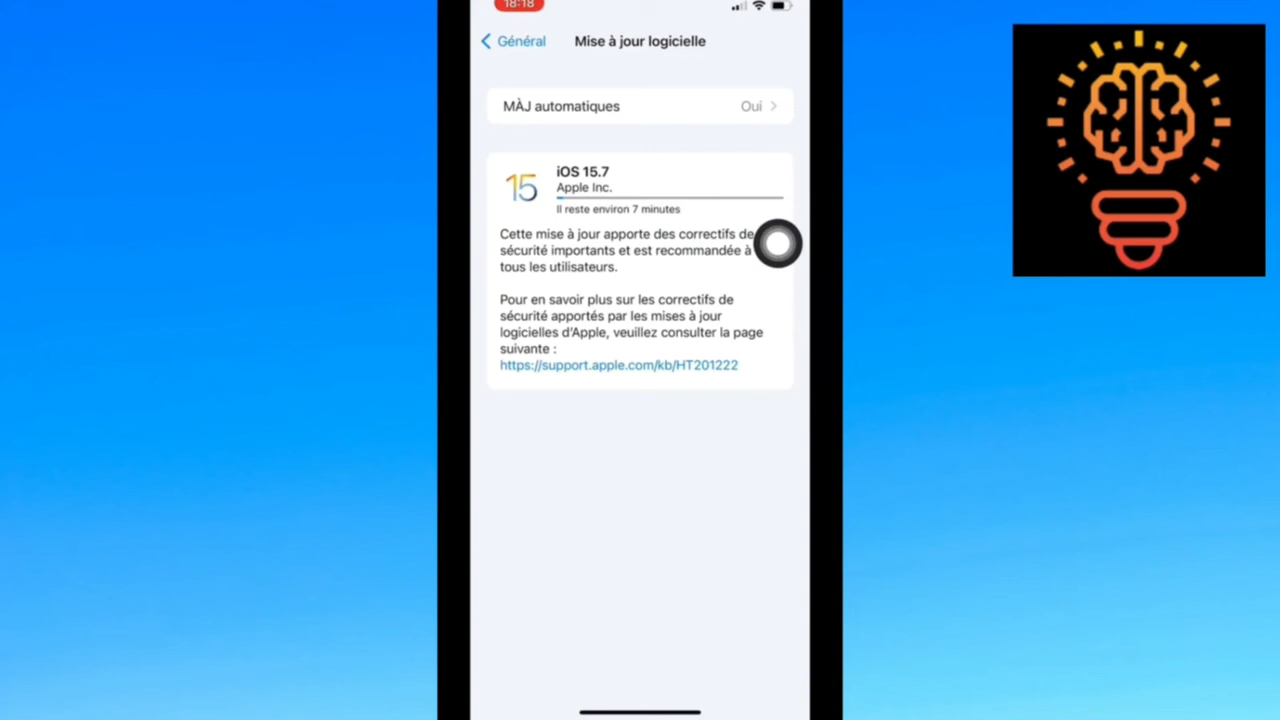 18:18
Général
Mise à jour logicielle
MÀJ automatiques
Oui
15
iOS 15.7
Apple Inc.
Il reste environ 7 minutes
Cette mise à jour apporte des correctifs de
sécurité importants et est recommandée à
tous les utilisateurs.
Pour en savoir plus sur les correctifs de
sécurité apportés par les mises à jour
logicielles d'Apple, veuillez consulter la page
suivante :
https://support.apple.com/kb/HT201222